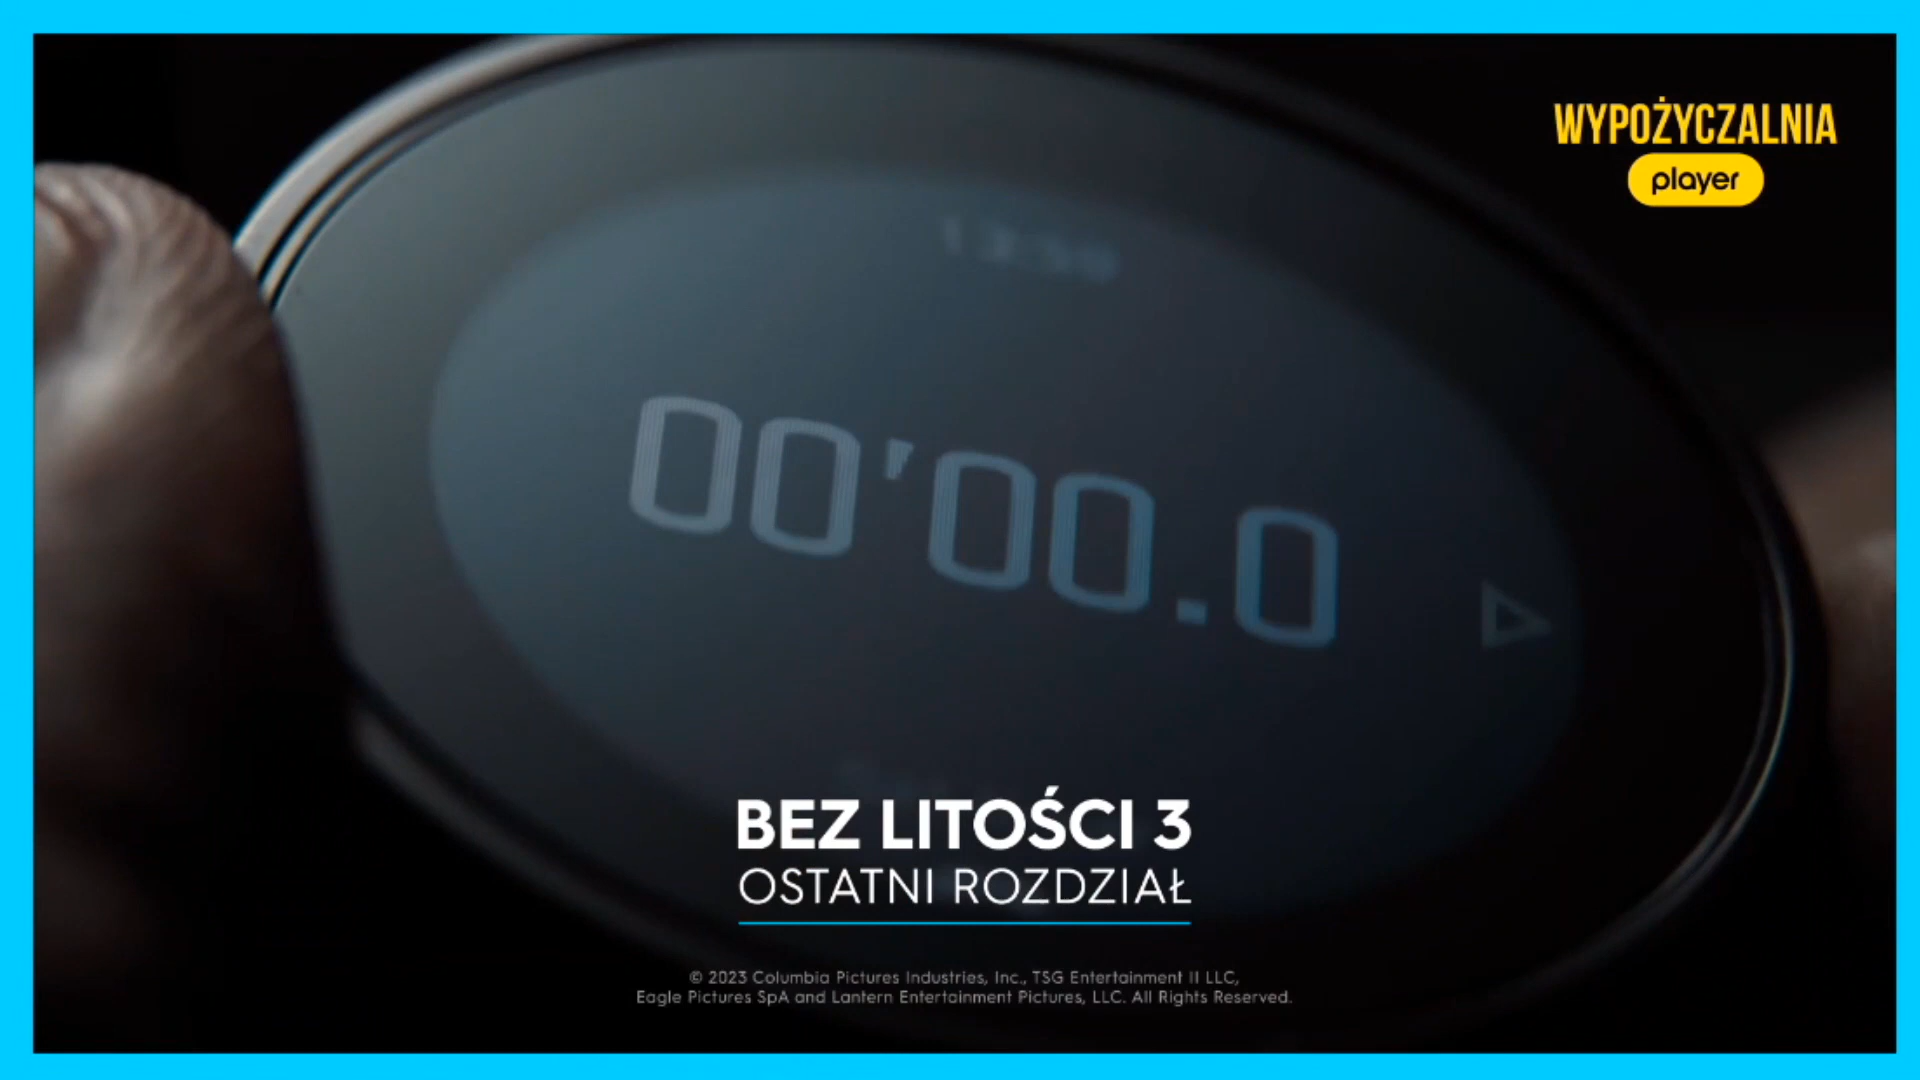 WYPOŻYCZALNIA
player
00'00.0
BEZ LITOŚCI 3
OSTATNI ROZDZIAŁ
© 2023 Columbia Pictures Industries, Inc., TSG Entertainment II LLC,
Eagle Pictures SpA and Lantern Entertainment Pictures, LLC. All Rights Reserved.